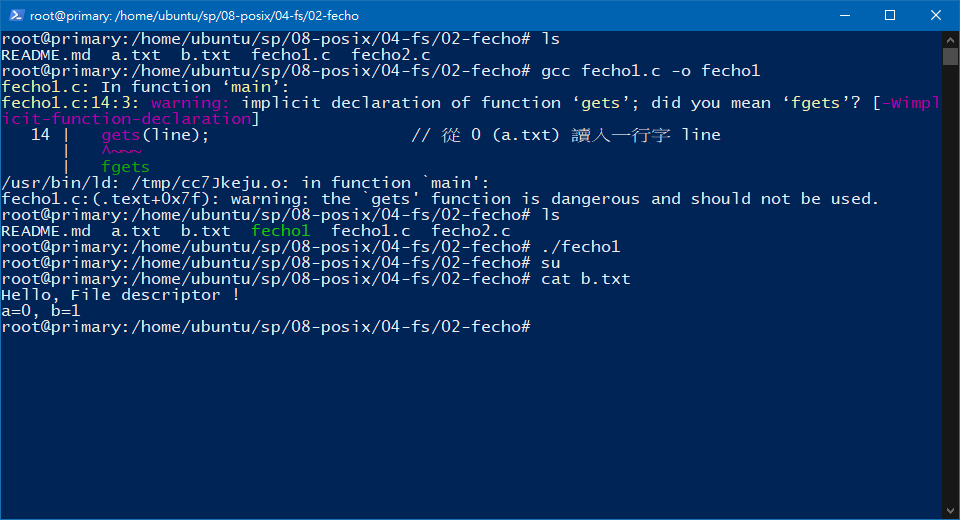 root@primary: /home/ubuntu/sp/08-posix/04-fs/02-fecho
root@primary:/home/ubuntu/sp/08-posix/04-fs/02-fecho# ls
README.md  a.txt  b.txt  fecho1.c  fecho2.c
root@primary:/home/ubuntu/sp/08-posix/04-fs/02-fecho# gcc fecho1.c -o fecho1
fecho1.c: In function ‘main’:
fecho1.c:14:3: warning: implicit declaration of function ‘gets’; did you mean ‘fgets’? [-Wimpl
icit-function-declaration]
   14 |   gets(line);                    // 從 0 (a.txt) 讀入一行字 line
      |   ^~~~
      |   fgets
/usr/bin/ld: /tmp/cc7Jkeju.o: in function `main':
fecho1.c:(.text+0x7f): warning: the `gets' function is dangerous and should not be used.
root@primary:/home/ubuntu/sp/08-posix/04-fs/02-fecho# ls
README.md  a.txt  b.txt  fecho1  fecho1.c  fecho2.c
root@primary:/home/ubuntu/sp/08-posix/04-fs/02-fecho# ./fecho1
root@primary:/home/ubuntu/sp/08-posix/04-fs/02-fecho# su
root@primary:/home/ubuntu/sp/08-posix/04-fs/02-fecho# cat b.txt
Hello, File descriptor !
a=0, b=1
root@primary:/home/ubuntu/sp/08-posix/04-fs/02-fecho#